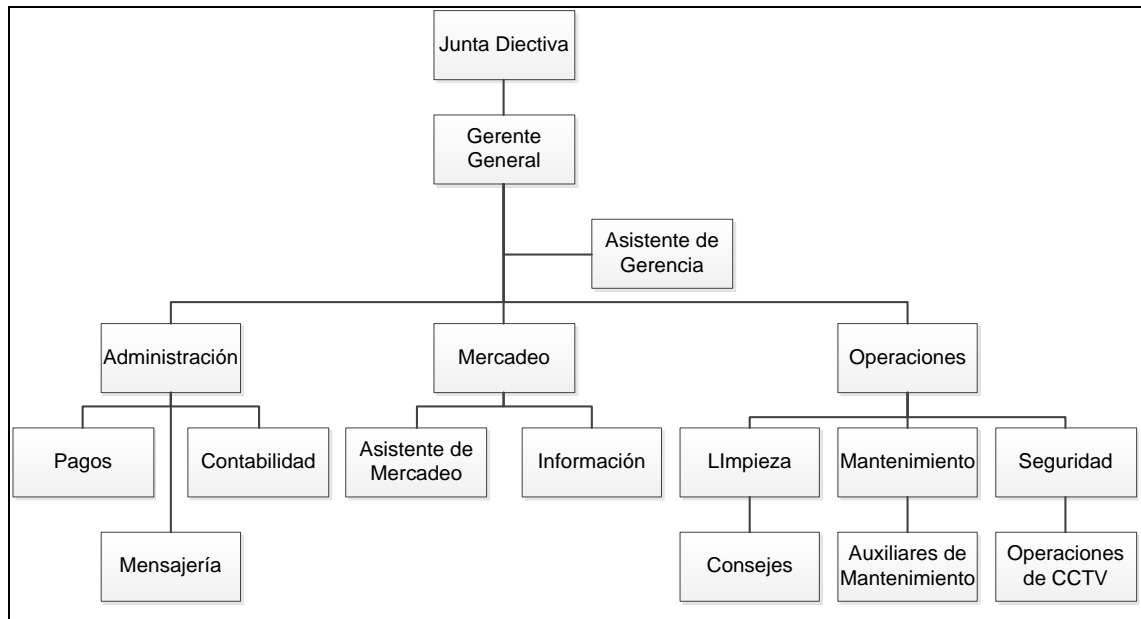 Junta Diectiva
Gerente
General
Asistente de
Gerencia
Administración
Mercadeo
Operaciones
Pagos
Contabilidad
Asistente de
Mercadeo
Información
LImpieza
Mantenimiento
Seguridad
Mensajería
Consejes
Auxiliares de
Mantenimiento
Operaciones
de CCTV